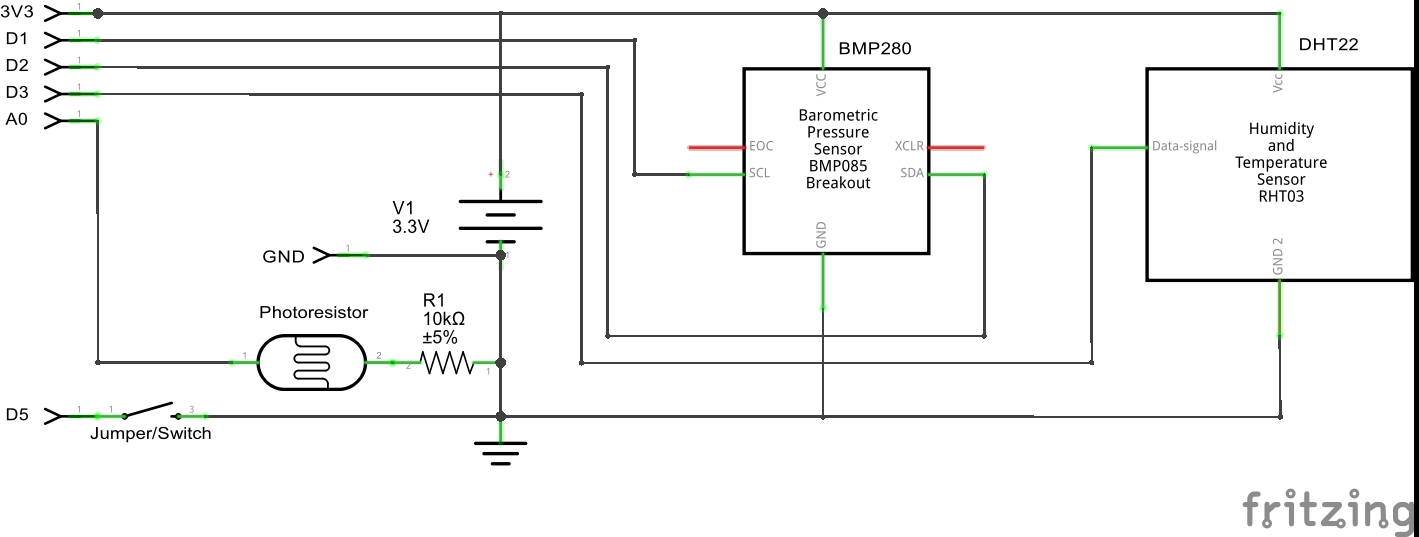 3V3
1
D1
1
D2
1
D3
1
A0
1
BMP280
VCC
Barometric
Pressure
Sensor
BMP085
Breakout
EOC
SCL
XCLR
SDA
GND
DHT22
Vcc
Data-signal
Humidity
and
Temperature
Sensor
RHT03
GND 2
+
2
V1
3.3V
1
GND
1
Photoresistor
1
2
R1
10kΩ
±5%
2
1
D5
1
1
3
Jumper/Switch
fritzing